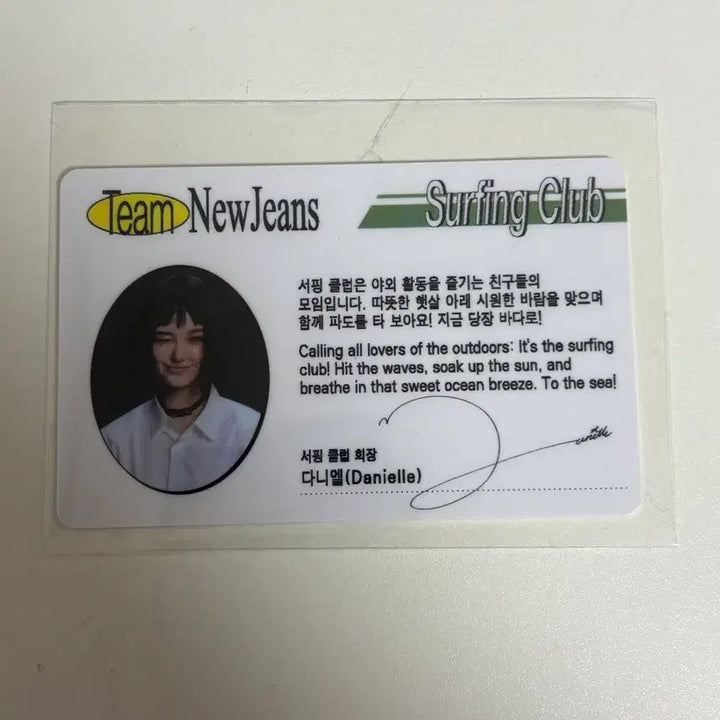 Team NewJeans
Surfing Club
서핑 클럽은 야외 활동을 즐기는 친구들의
모임입니다. 따뜻한 햇살 아래 시원한 바람을 맞으며
함께 파도를 타 보아요! 지금 당장 바다로!
Calling all lovers of the outdoors: It's the surfing
club! Hit the waves, soak up the sun, and
breathe in that sweet ocean breeze. To the sea!
서핑 클럽 회장
다니엘(Danielle)